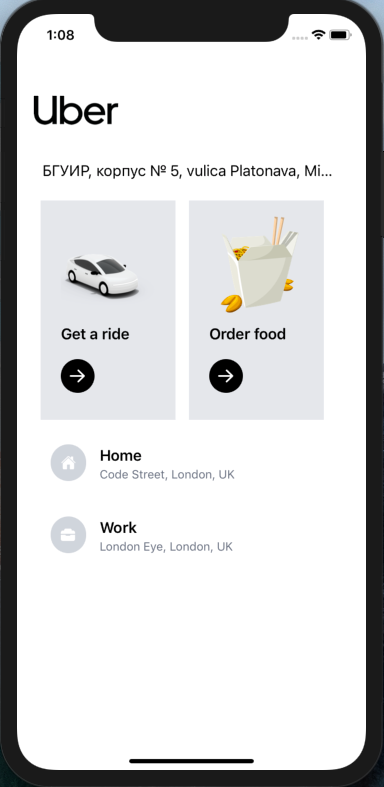 1:08
Uber
БГУИР, корпус № 5, vulica Platonava, Mi...
Get a ride
Order food
Home
Code Street, London, UK
Work
London Eye, London, UK